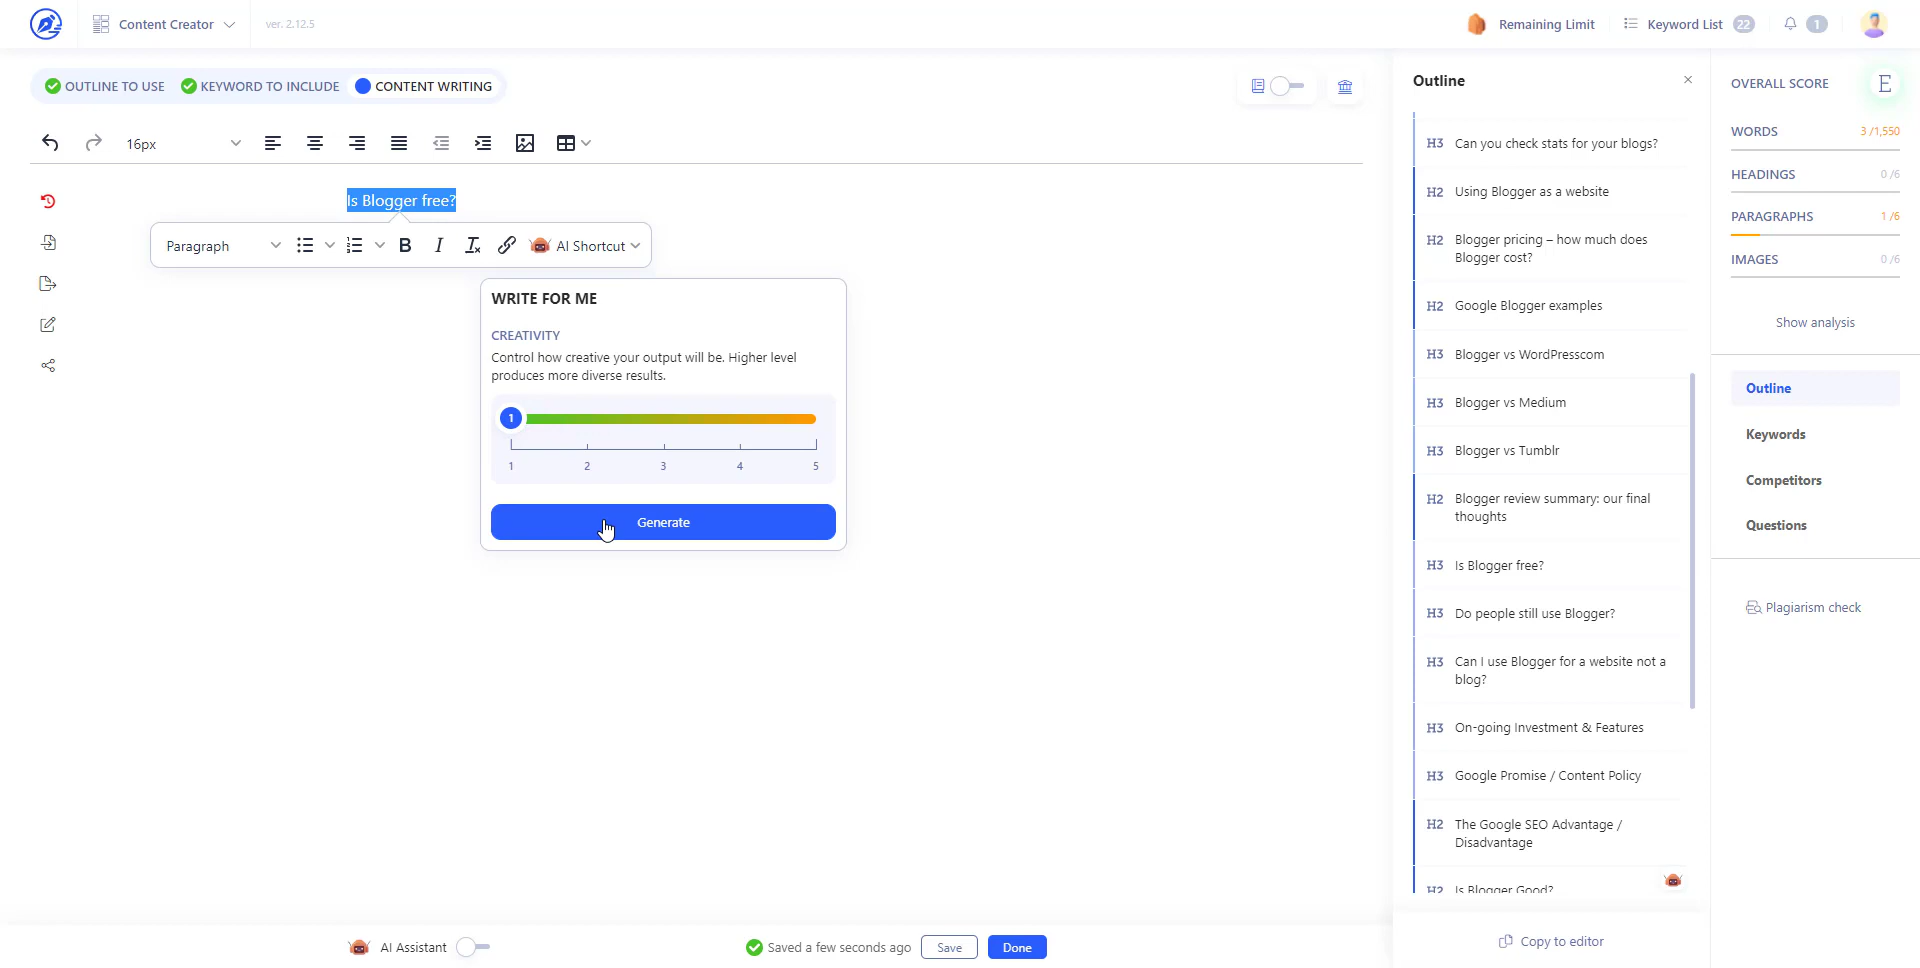 Content Creator
ver. 2.12.5
Remaining Limit
Keyword List 22
1
OUTLINE TO USE
KEYWORD TO INCLUDE
CONTENT WRITING
16px
Is Blogger free?
Paragraph
B I
AI Shortcut
WRITE FOR ME
CREATIVITY
Control how creative your output will be. Higher level
produces more diverse results.
1
1 2 3 4 5
Generate
AI Assistant
Saved a few seconds ago
Save
Done
Outline
H3 Can you check stats for your blogs?
H2 Using Blogger as a website
H2 Blogger pricing – how much does
Blogger cost?
H2 Google Blogger examples
H3 Blogger vs WordPresscom
H3 Blogger vs Medium
H3 Blogger vs Tumblr
H2 Blogger review summary: our final
thoughts
H3 Is Blogger free?
H3 Do people still use Blogger?
H3 Can I use Blogger for a website not a
blog?
H3 On-going Investment & Features
H3 Google Promise / Content Policy
H2 The Google SEO Advantage /
Disadvantage
H2 Is Blogger Good?
Copy to editor
OVERALL SCORE E
WORDS 3 /1,550
HEADINGS 0 /6
PARAGRAPHS 1 /6
IMAGES 0 /6
Show analysis
Outline
Keywords
Competitors
Questions
Plagiarism check